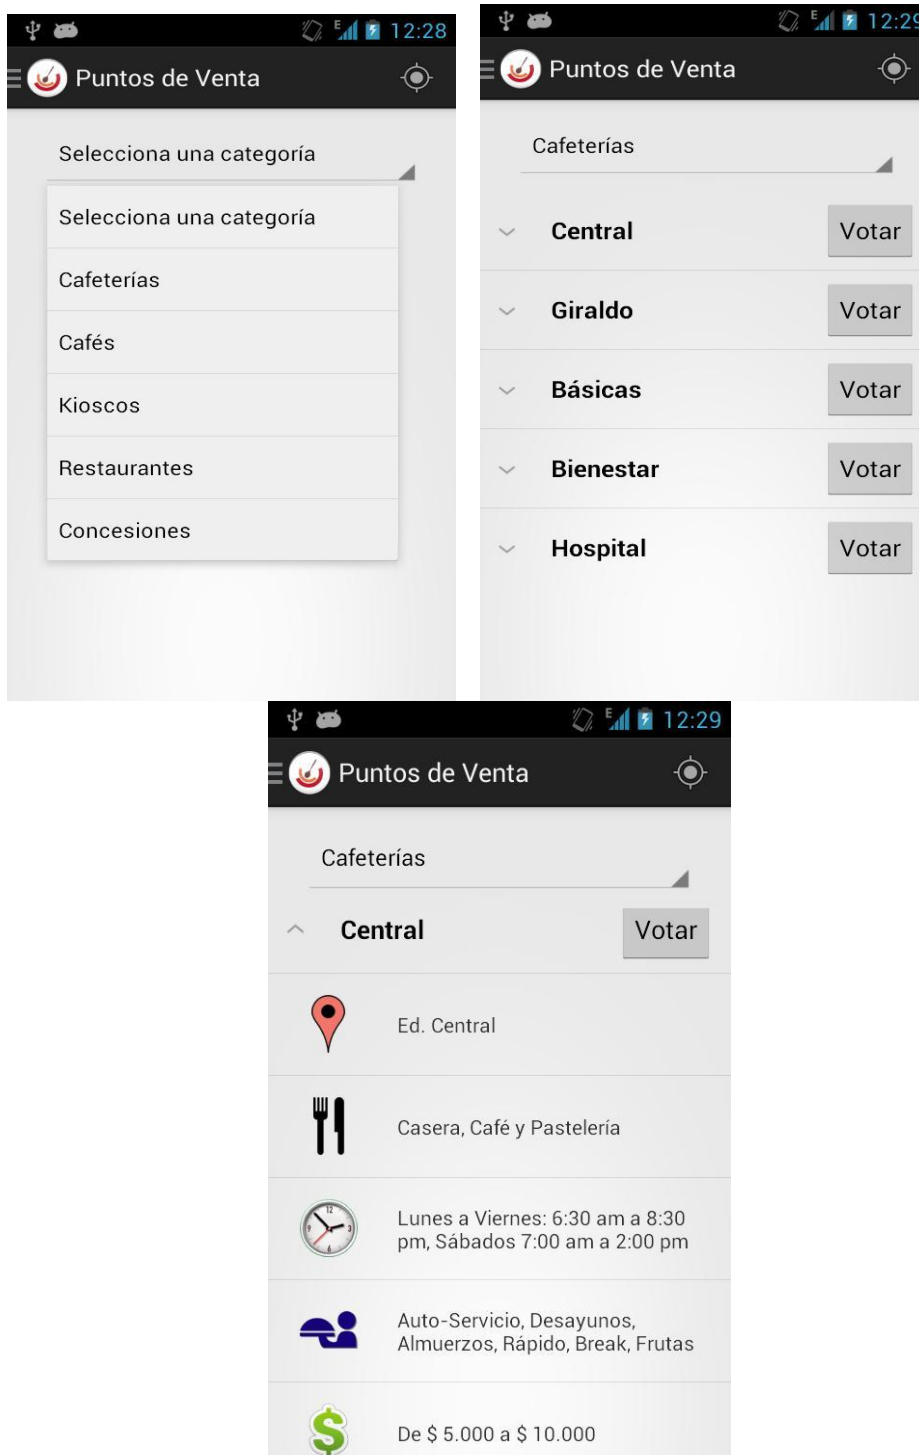 E 12:28
Puntos de Venta
Selecciona una categoría
Selecciona una categoría
Cafeterías
Cafés
Kioscos
Restaurantes
Concesiones
E 12:29
Puntos de Venta
Cafeterías
Central Votar
Giraldo Votar
Básicas Votar
Bienestar Votar
Hospital Votar
E 12:29
Puntos de Venta
Cafeterías
Central Votar
Ed. Central
Casera, Café y Pastelería
Lunes a Viernes: 6:30 am a 8:30
pm, Sábados 7:00 am a 2:00 pm
Auto-Servicio, Desayunos,
Almuerzos, Rápido, Break, Frutas
De $ 5.000 a $ 10.000